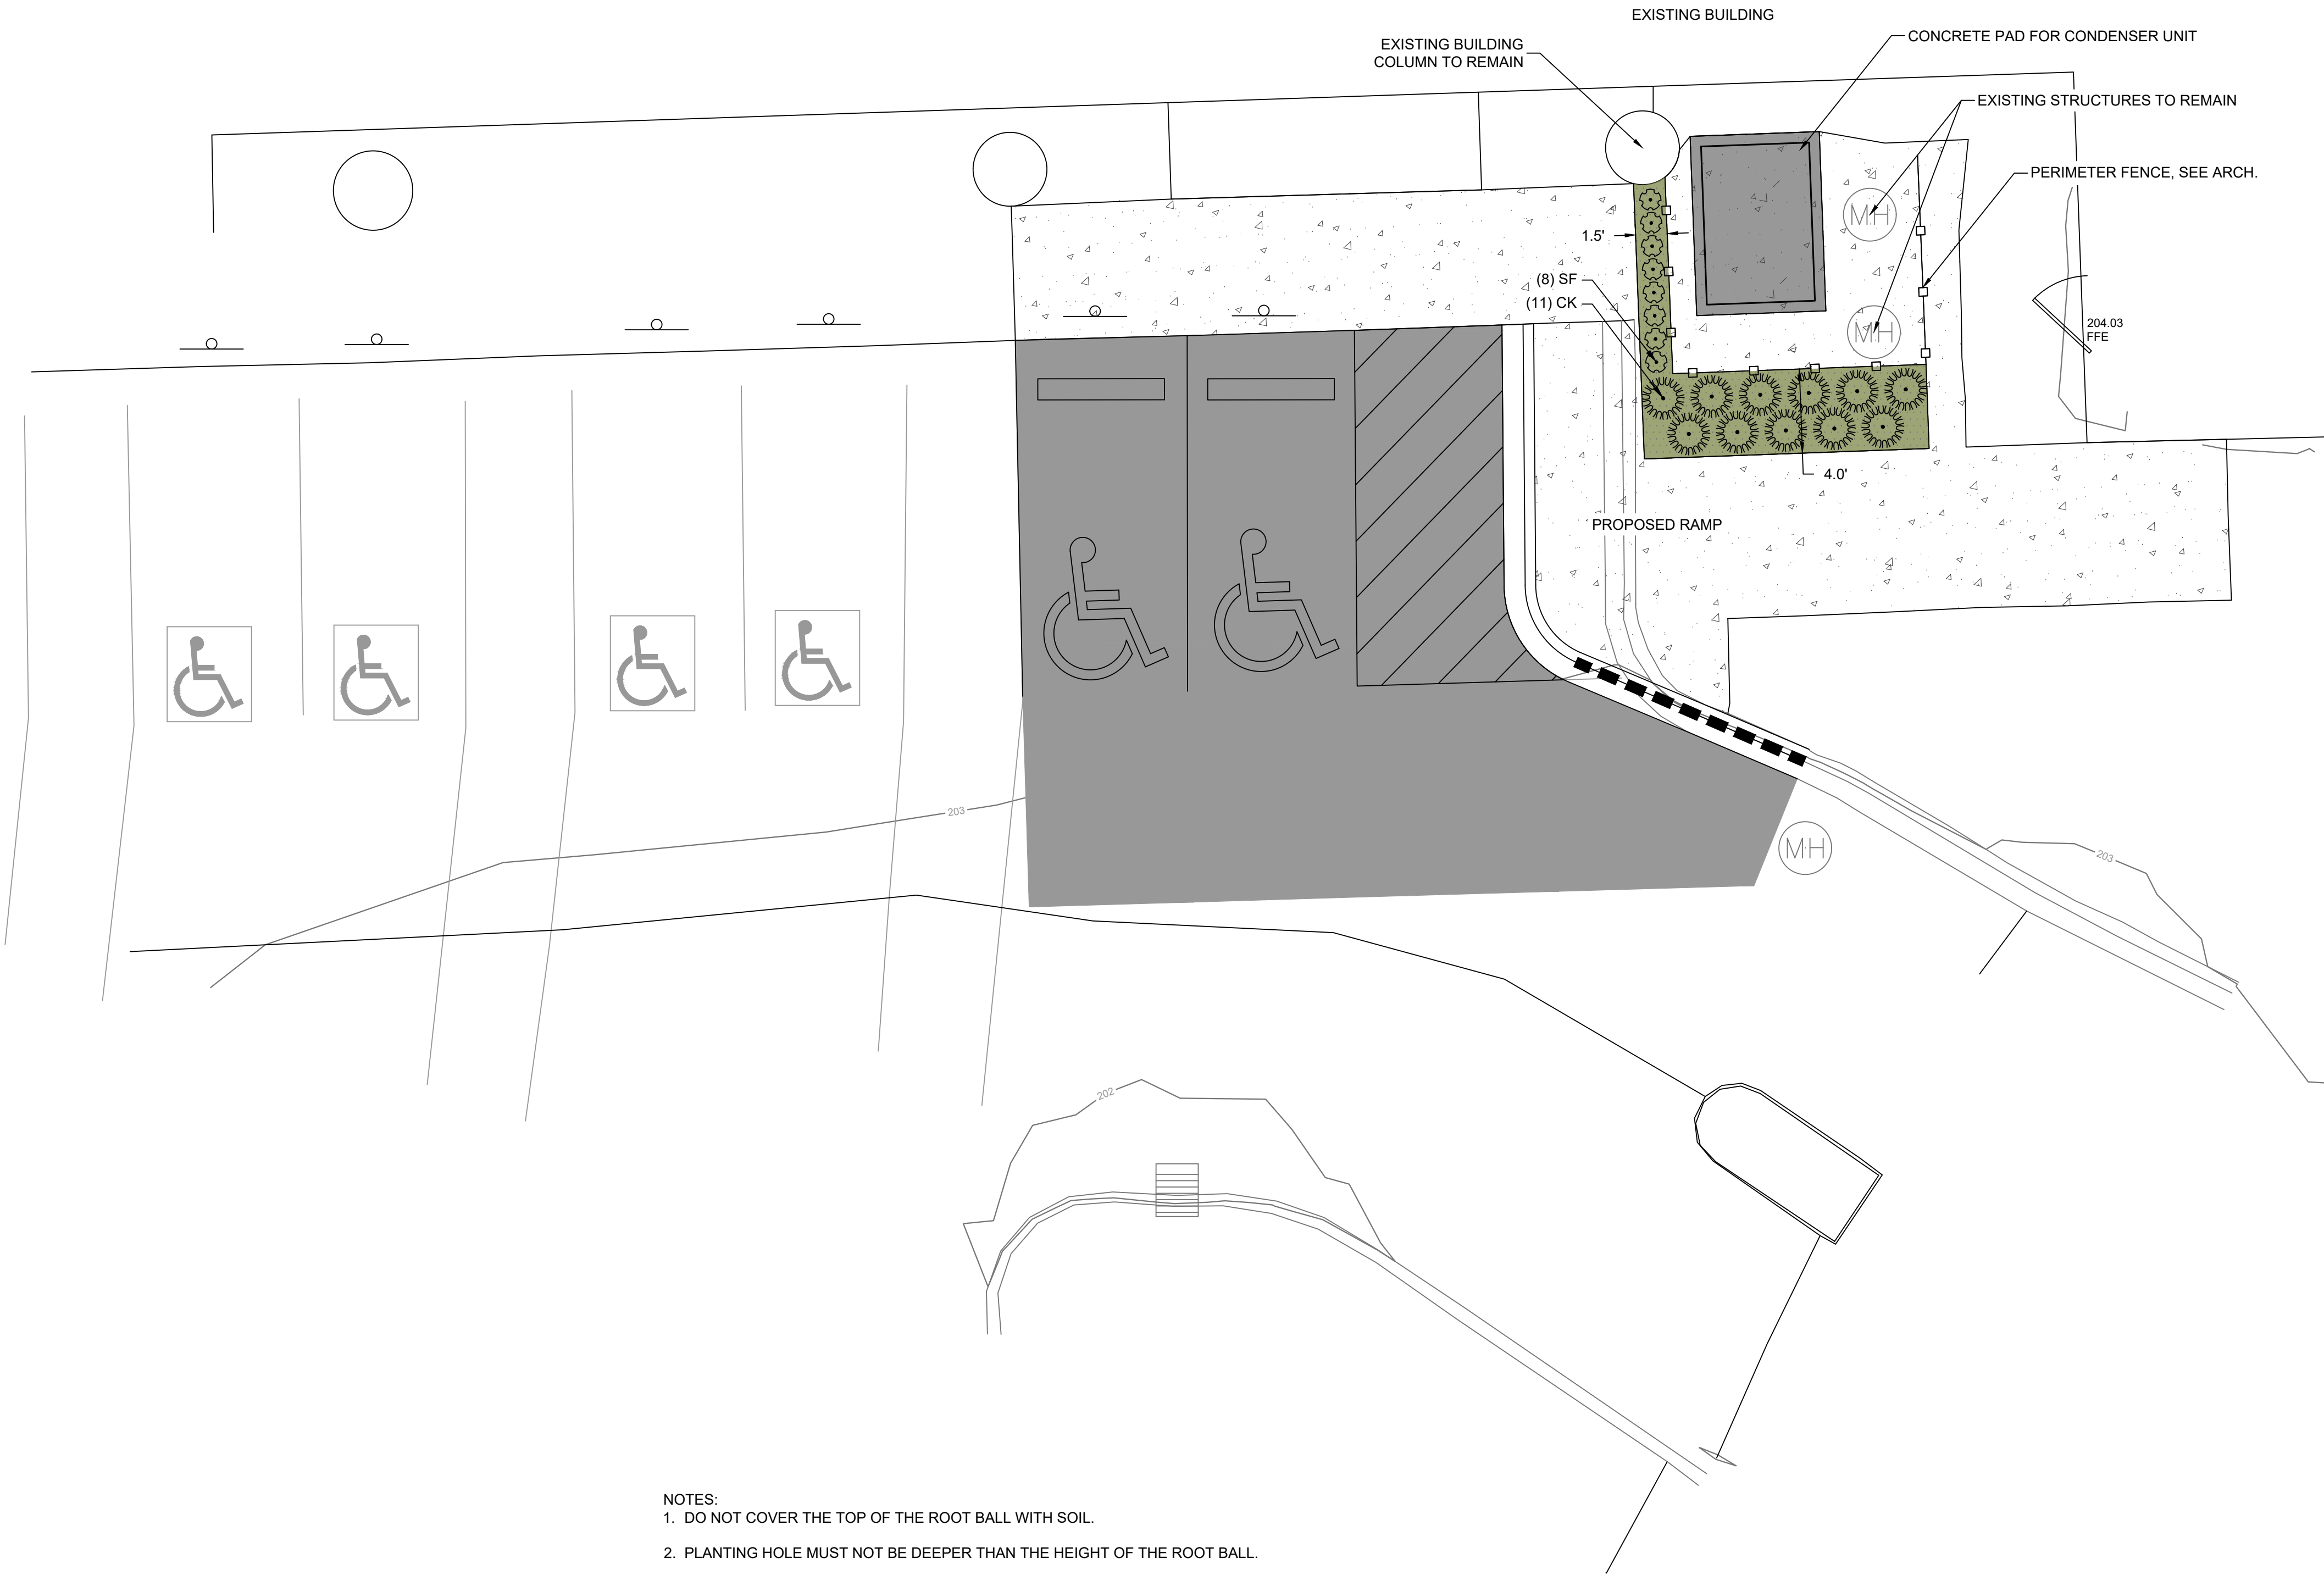 EXISTING BUILDING
EXISTING BUILDING
COLUMN TO REMAIN
CONCRETE PAD FOR CONDENSER UNIT
EXISTING STRUCTURES TO REMAIN
PERIMETER FENCE, SEE ARCH.
MH
1.5'
(8) SF
(11) CK
MH
204.03
FFE
4.0'
PROPOSED RAMP
203
MH
203
202
NOTES:
1. DO NOT COVER THE TOP OF THE ROOT BALL WITH SOIL.
2. PLANTING HOLE MUST NOT BE DEEPER THAN THE HEIGHT OF THE ROOT BALL.